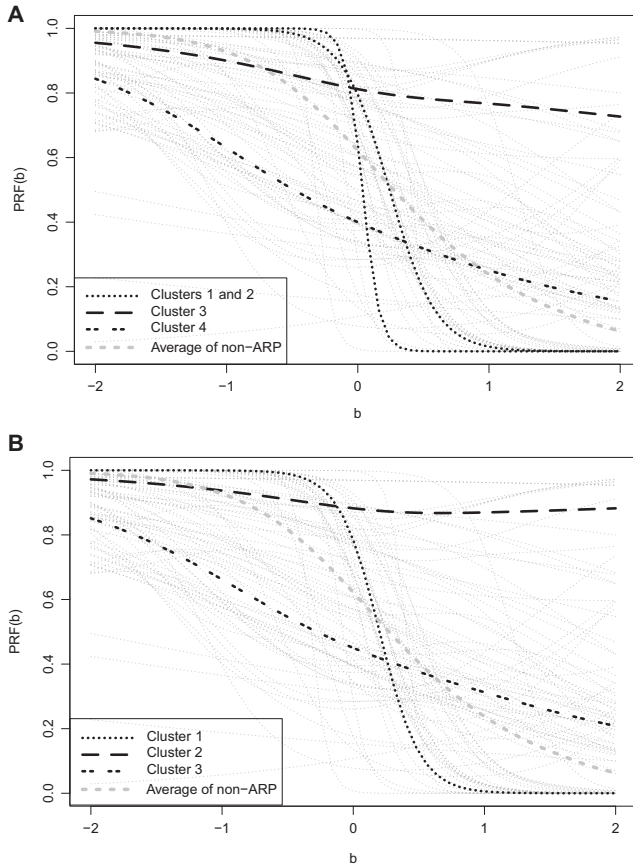 A
1.0
0.8
0.6
0.4
0.2
0.0
PRF(b)
Clusters 1 and 2
Cluster 3
Cluster 4
Average of non−ARP
−2
−1
0
1
2
b
B
1.0
0.8
0.6
0.4
0.2
0.0
PRF(b)
Cluster 1
Cluster 2
Cluster 3
Average of non−ARP
−2
−1
0
1
2
b